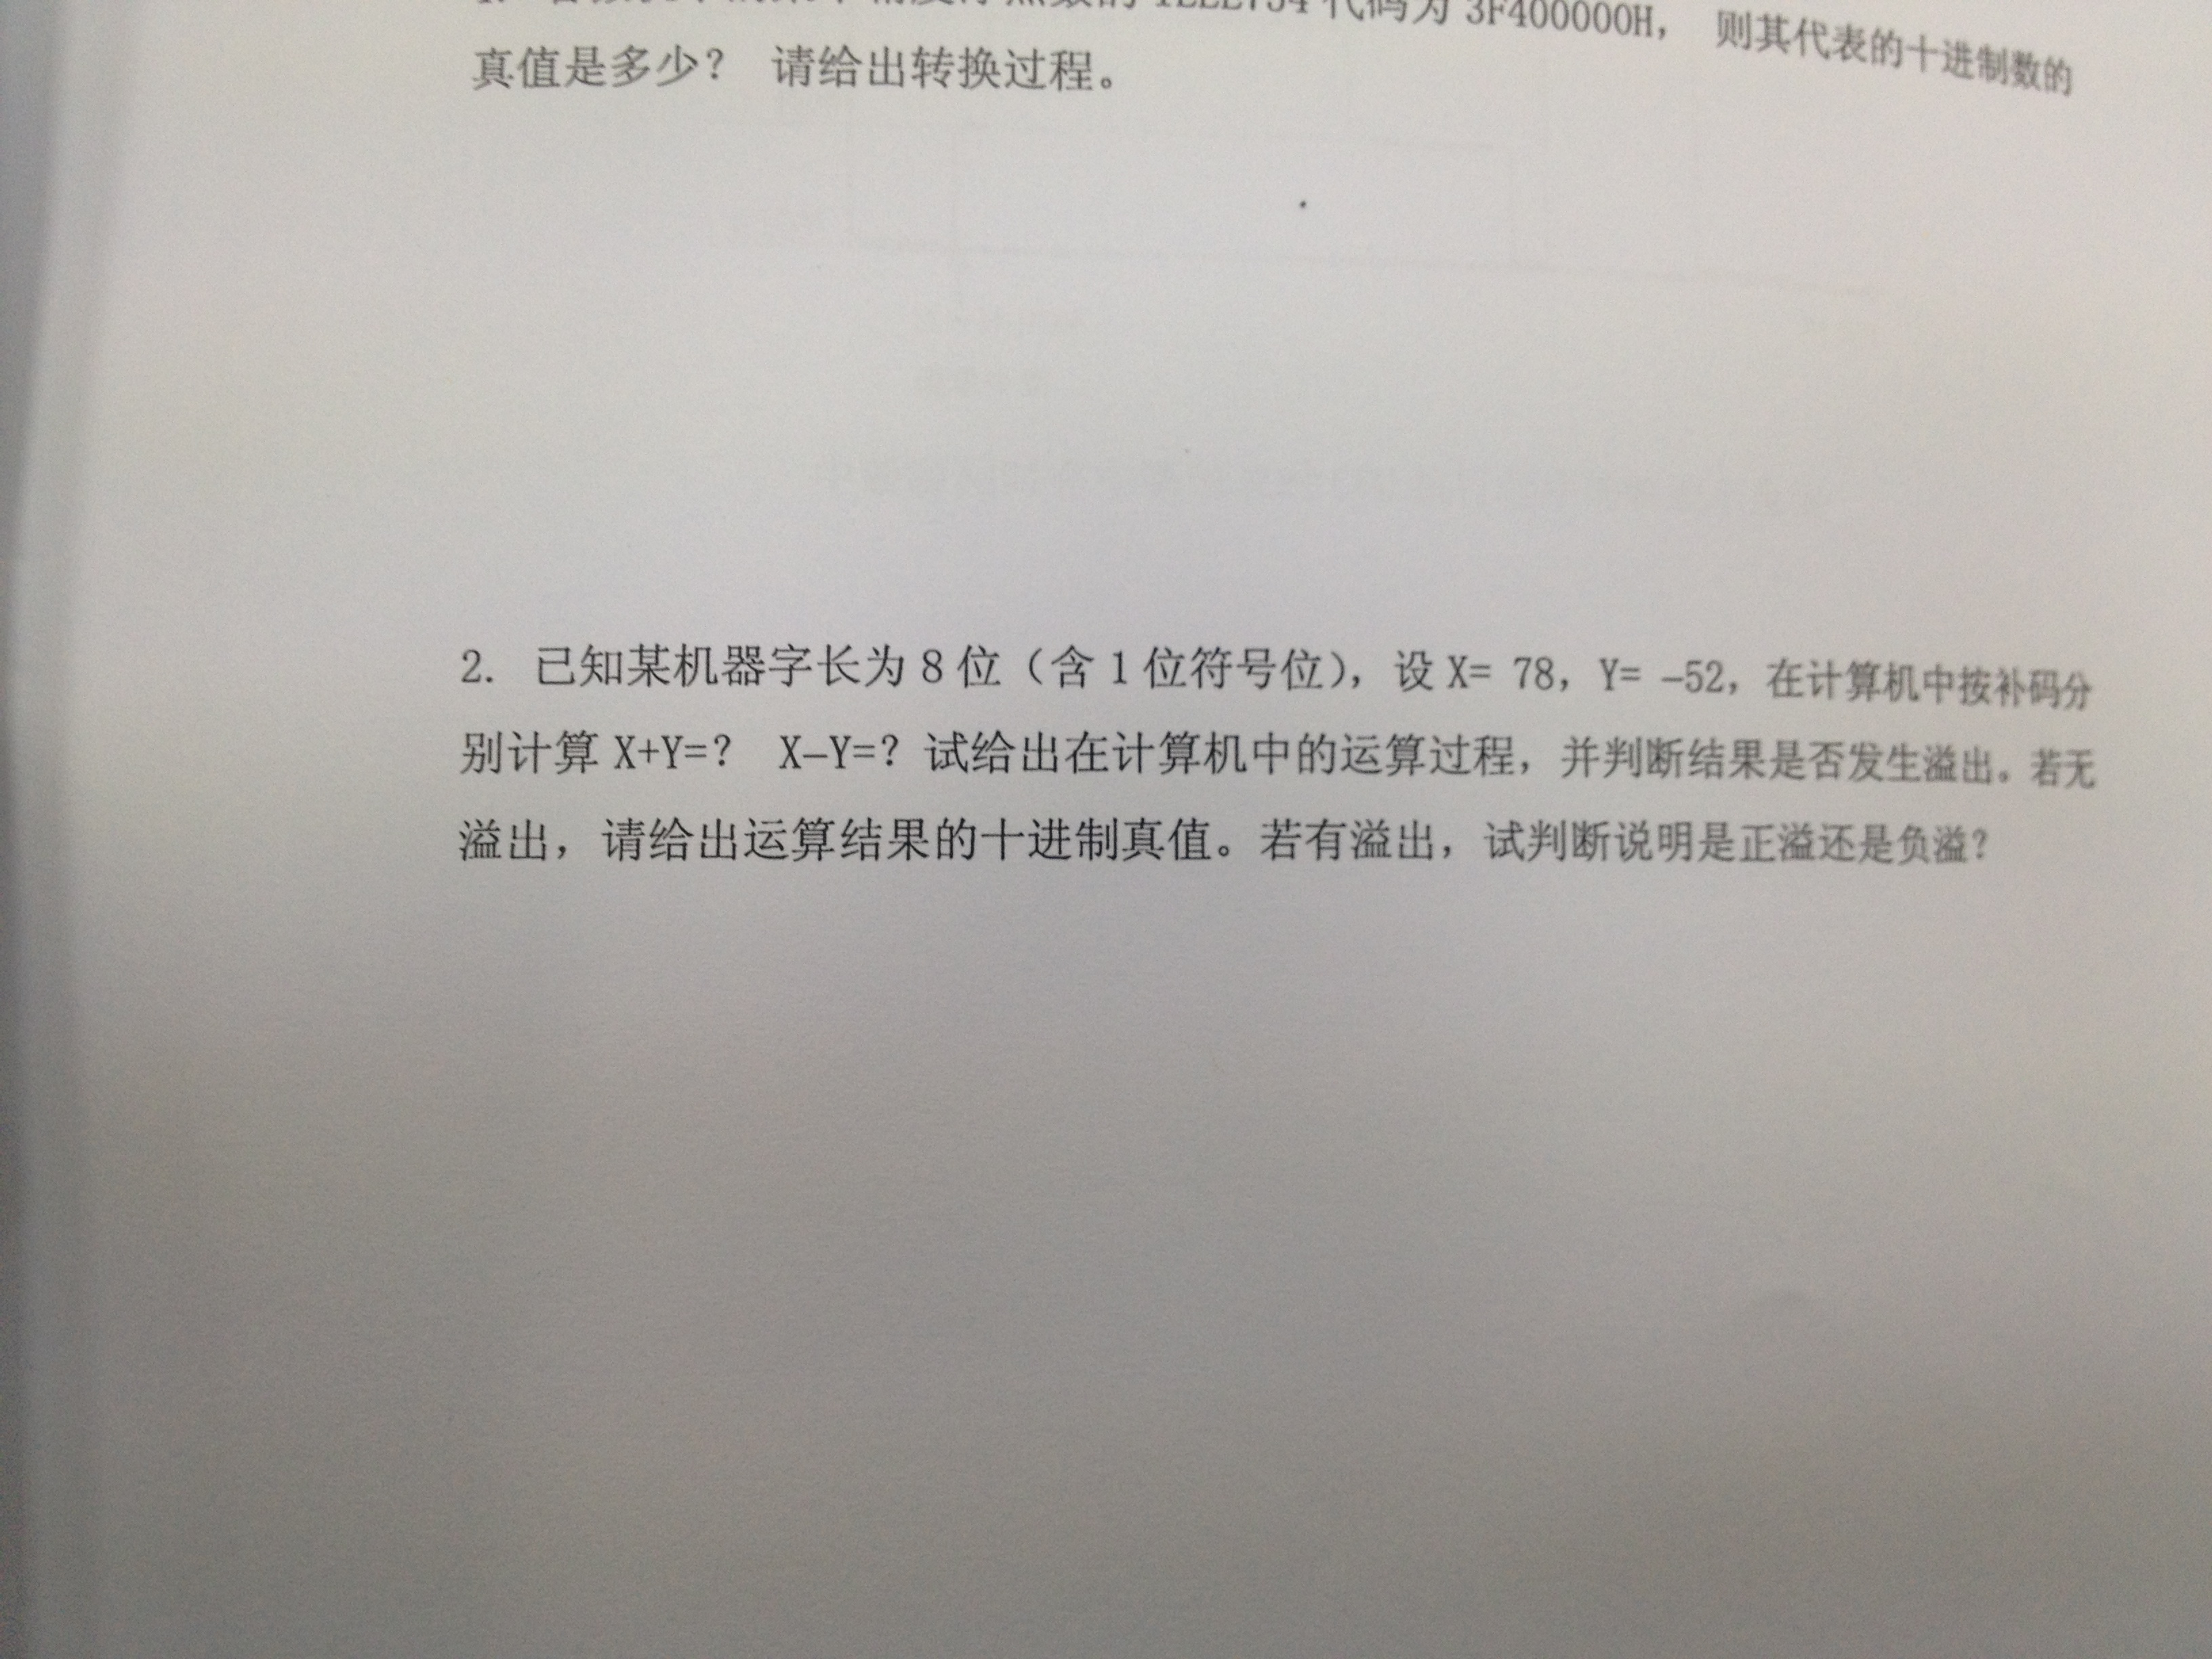 代码为 3F400000H, 则其代表的十进制数的
真值是多少? 请给出转换过程。
2. 已知某机器字长为 8 位（含 1 位符号位），设 X= 78，Y= -52，在计算机中按补码分
别计算 X+Y=? X-Y=? 试给出在计算机中的运算过程，并判断结果是否发生溢出。若无
溢出，请给出运算结果的十进制真值。若有溢出，试判断说明是正溢还是负溢?